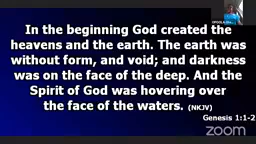 In the beginning God created the
heavens and the earth. The earth was
without form, and void; and darkness
was on the face of the deep. And the
Spirit of God was hovering over
the face of the waters. (NKJV)
Genesis 1:1-2
zoom